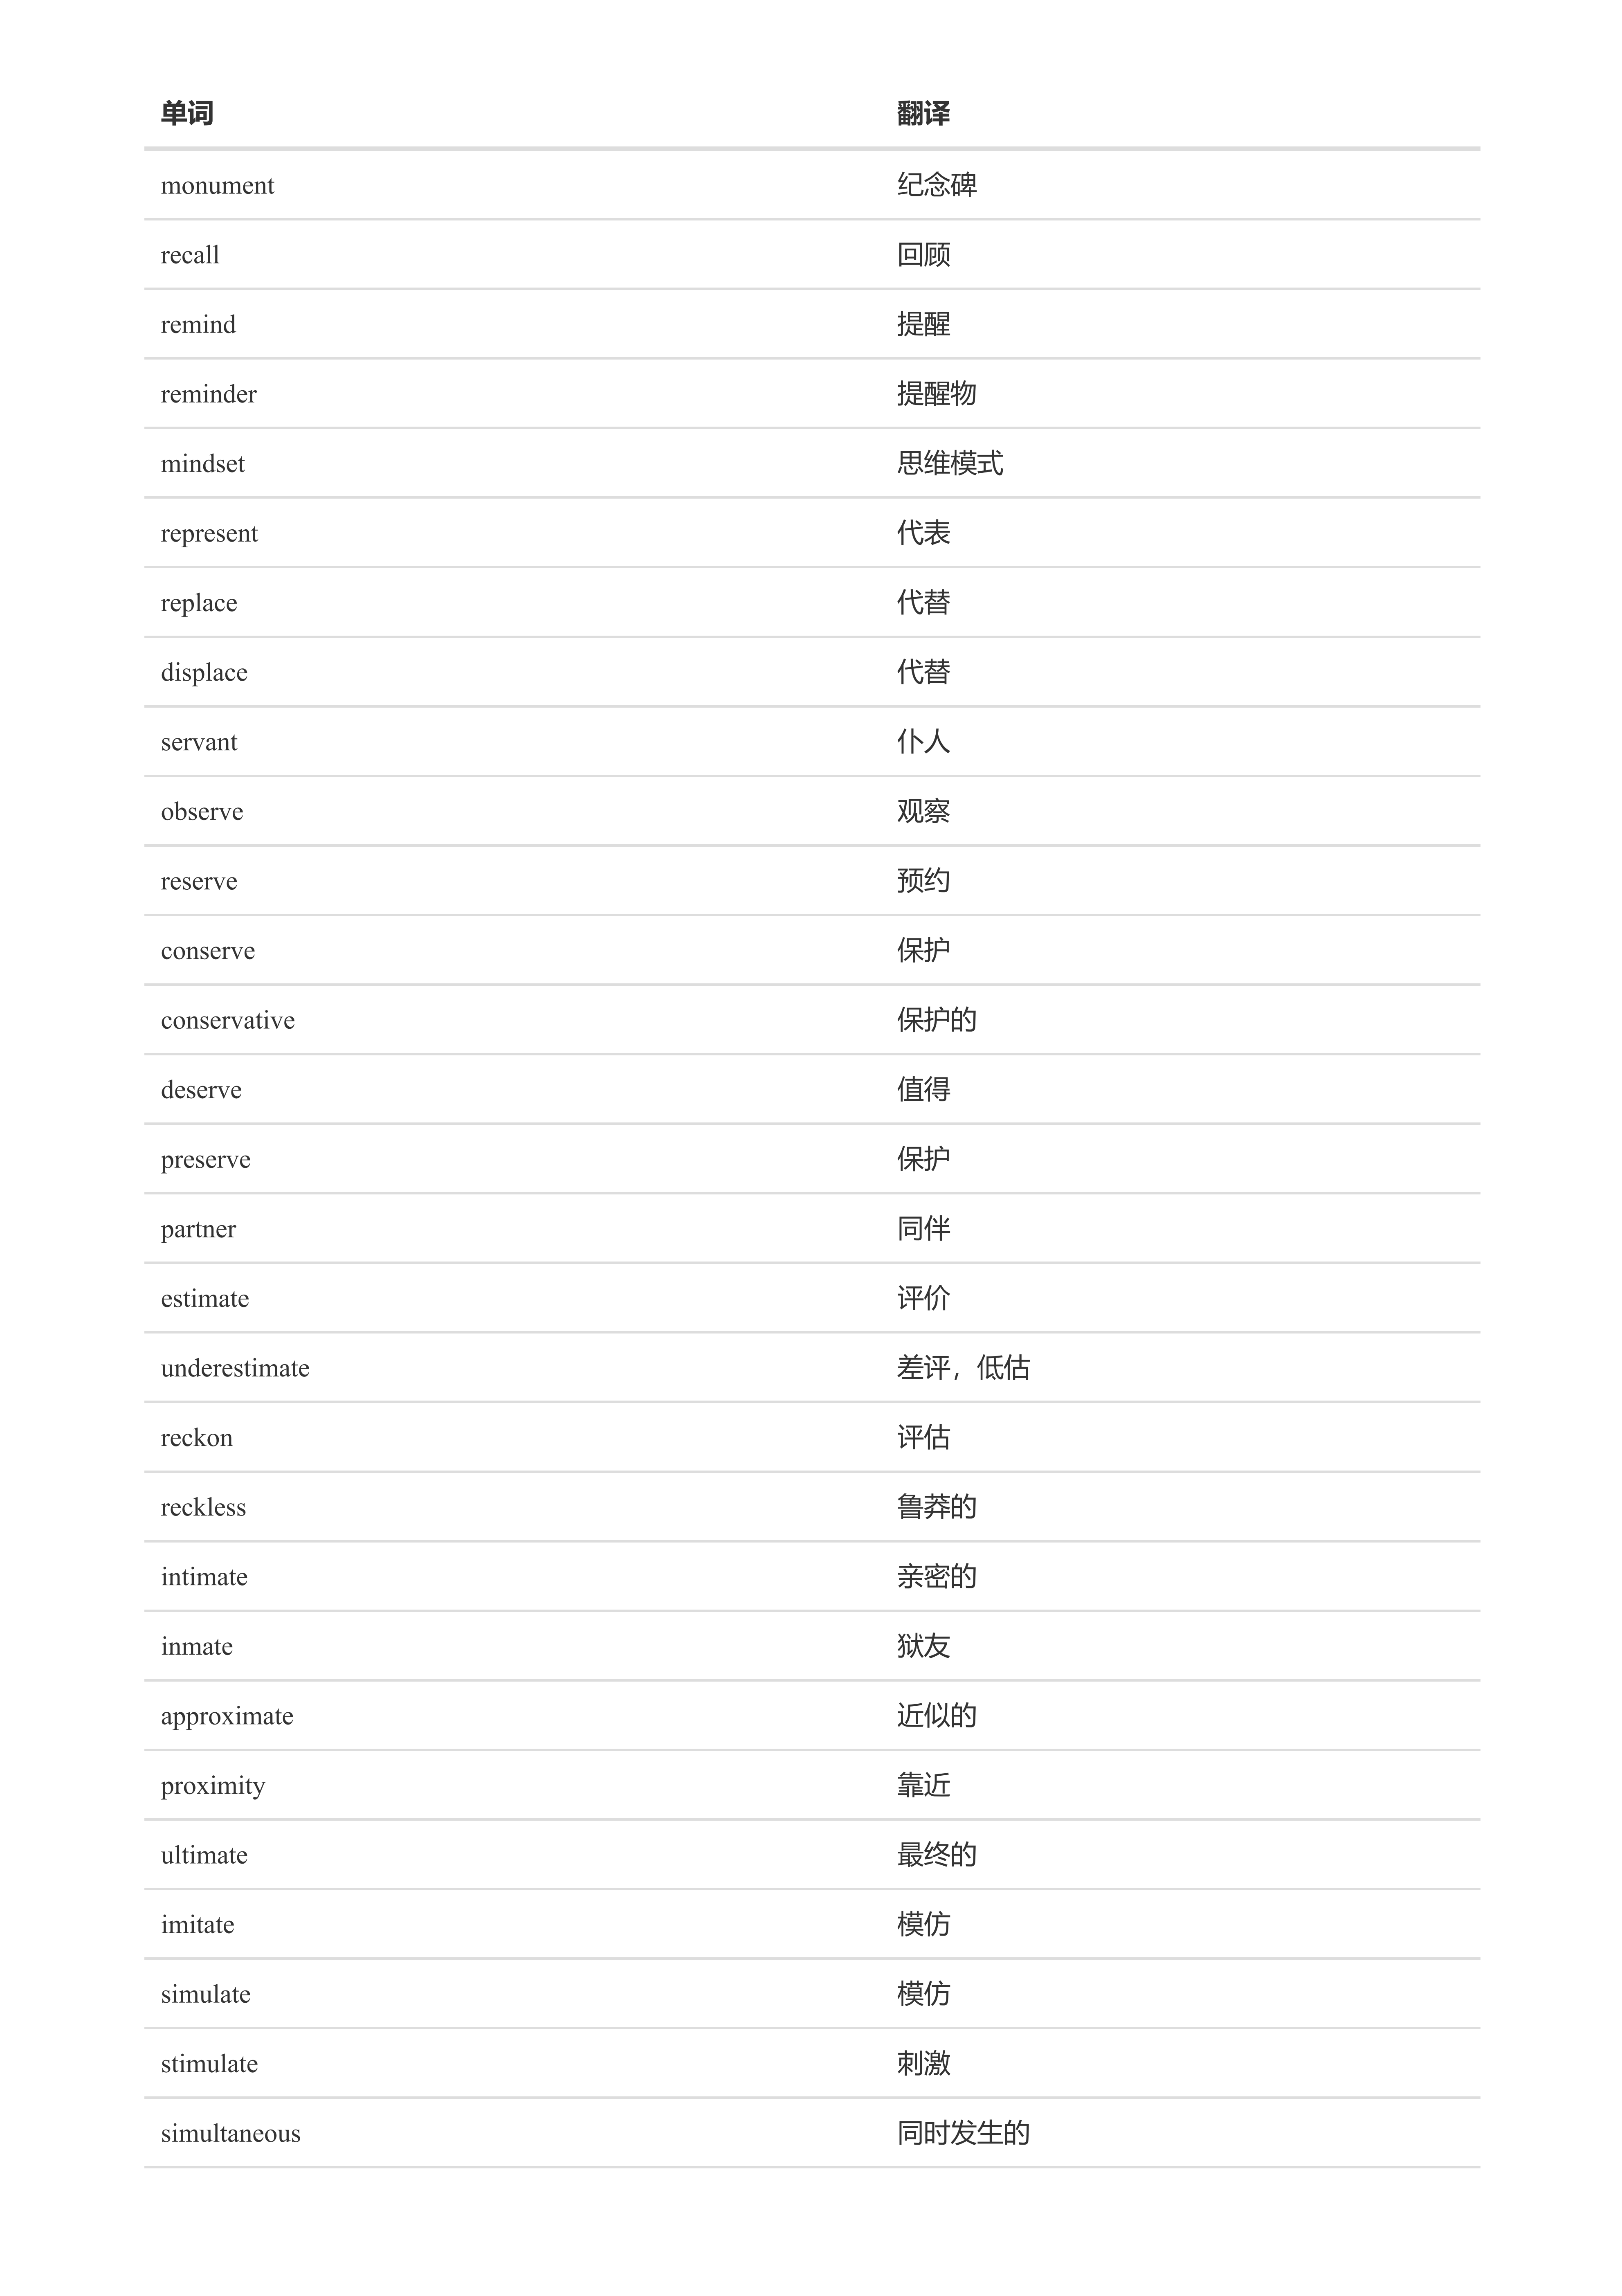 单词 翻译
monument 纪念碑
recall 回顾
remind 提醒
reminder 提醒物
mindset 思维模式
represent 代表
replace 代替
displace 代替
servant 仆人
observe 观察
reserve 预约
conserve 保护
conservative 保护的
deserve 值得
preserve 保护
partner 同伴
estimate 评价
underestimate 差评，低估
reckon 评估
reckless 鲁莽的
intimate 亲密的
inmate 狱友
approximate 近似的
proximity 靠近
ultimate 最终的
imitate 模仿
simulate 模仿
stimulate 刺激
simultaneous 同时发生的